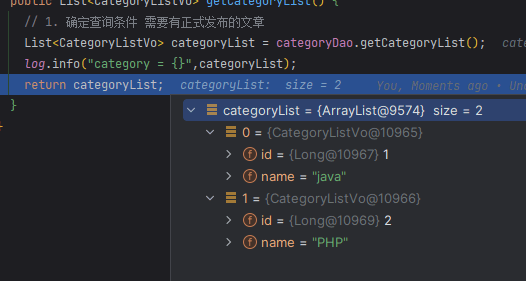 public List<CategoryListVo> getCategoryList() {
// 1. 确定查询条件 需要有正式发布的文章
List<CategoryListVo> categoryList = categoryDao.getCategoryList(); cate
log.info("category = {}",categoryList);
return categoryList; categoryList: size = 2 You, Moments ago • Unc
}
categoryList = {ArrayList@9574} size = 2
0 = {CategoryListVo@10965}
f id = {Long@10967} 1
f name = "java"
1 = {CategoryListVo@10966}
f id = {Long@10969} 2
f name = "PHP"